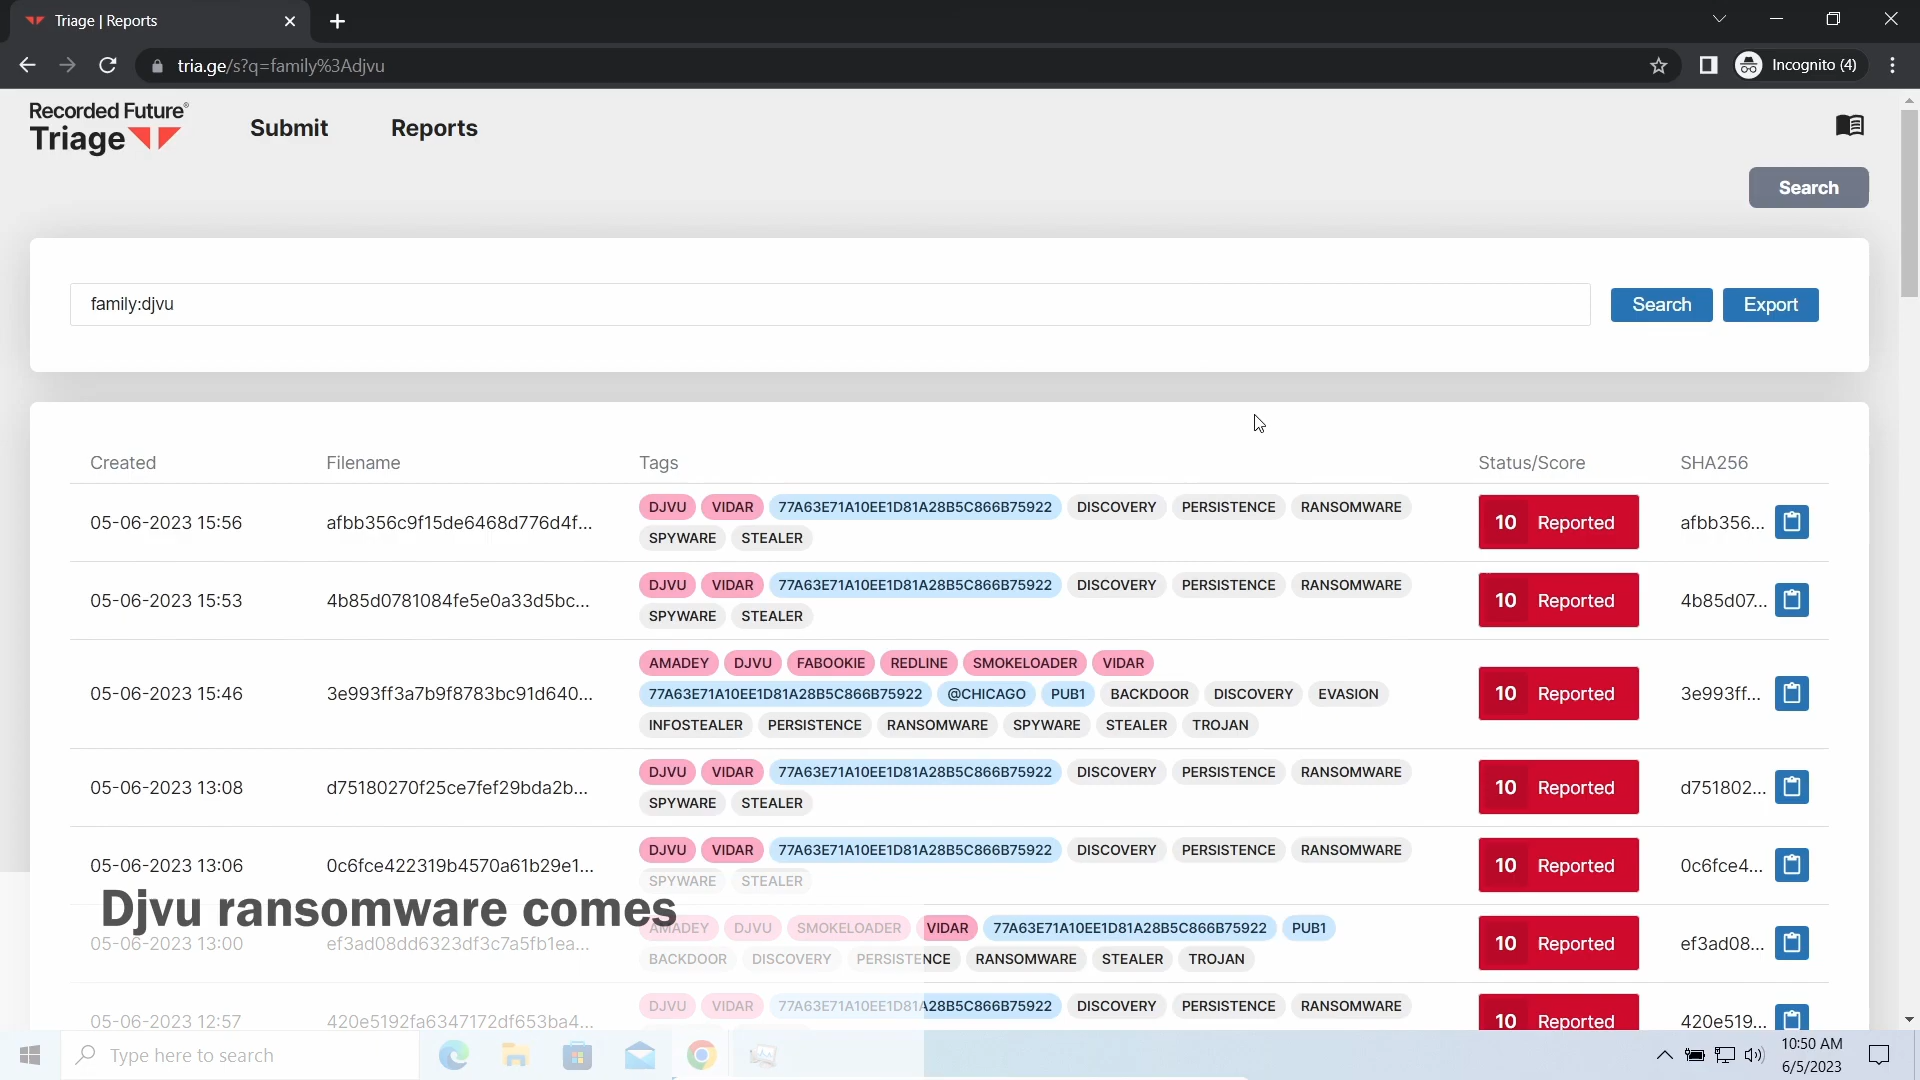 Triage | Reports
tria.ge/s?q=family%3Adjvu
Incognito (4)
Recorded Future®
Triage
Submit
Reports
Search
family:djvu
Search
Export
Created Filename Tags Status/Score SHA256
05-06-2023 15:56 afbb356c9f15de6468d776d4f... DJVU VIDAR 77A63E71A10EE1D81A28B5C866B75922 DISCOVERY PERSISTENCE RANSOMWARE 10 Reported afbb356...
SPYWARE STEALER
05-06-2023 15:53 4b85d0781084fe5e0a33d5bc... DJVU VIDAR 77A63E71A10EE1D81A28B5C866B75922 DISCOVERY PERSISTENCE RANSOMWARE 10 Reported 4b85d07...
SPYWARE STEALER
AMADEY DJVU FABOOKIE REDLINE SMOKELOADER VIDAR
05-06-2023 15:46 3e993ff3a7b9f8783bc91d640... 77A63E71A10EE1D81A28B5C866B75922 @CHICAGO PUB1 BACKDOOR DISCOVERY EVASION 10 Reported 3e993ff...
INFOSTEALER PERSISTENCE RANSOMWARE SPYWARE STEALER TROJAN
05-06-2023 13:08 d75180270f25ce7fef29bda2b... DJVU VIDAR 77A63E71A10EE1D81A28B5C866B75922 DISCOVERY PERSISTENCE RANSOMWARE 10 Reported d751802...
SPYWARE STEALER
05-06-2023 13:06 0c6fce422319b4570a61b29e1... DJVU VIDAR 77A63E71A10EE1D81A28B5C866B75922 DISCOVERY PERSISTENCE RANSOMWARE 10 Reported 0c6fce4...
SPYWARE STEALER
Djvu ransomware comes
05-06-2023 13:00 ef3ad08dd6323df3c7a5fb1ea... AMADEY DJVU SMOKELOADER VIDAR 77A63E71A10EE1D81A28B5C866B75922 PUB1 10 Reported ef3ad08...
BACKDOOR DISCOVERY PERSISTENCE RANSOMWARE STEALER TROJAN
05-06-2023 12:57 420e5192fa6347172df653ba4... DJVU VIDAR 77A63E71A10EE1D81A28B5C866B75922 DISCOVERY PERSISTENCE RANSOMWARE 10 Reported 420e519...
Type here to search
10:50 AM
6/5/2023